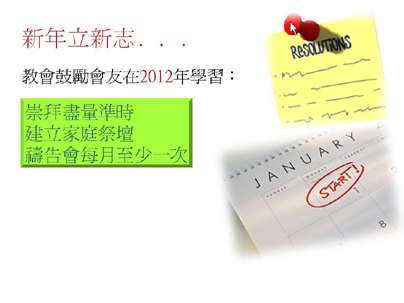 新年立新志. . .
教會鼓勵會友在2012年學習：
崇拜盡量準時
建立家庭祭壇
禱告會每月至少一次
RESOLUTIONS
JANUARY
START!
1